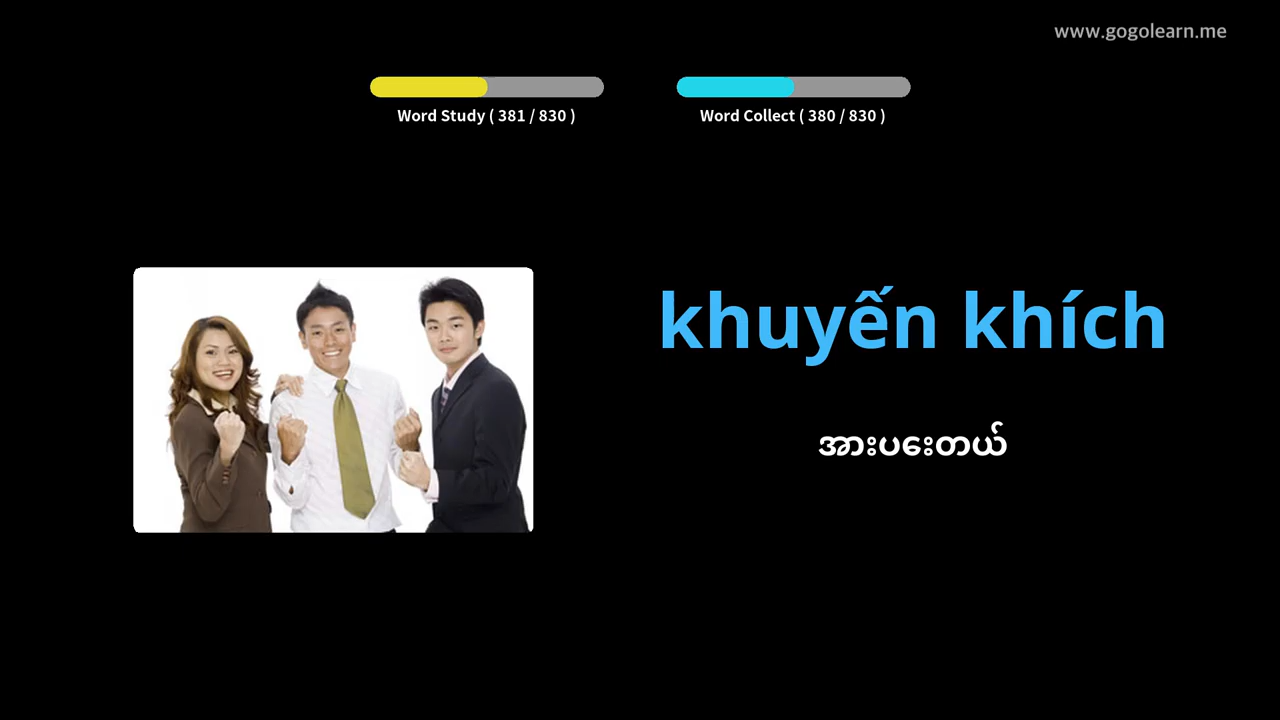 www.gogolearn.me
Word Study ( 381 / 830 )
Word Collect ( 380 / 830 )
khuyến khích
အားပးေတယ်